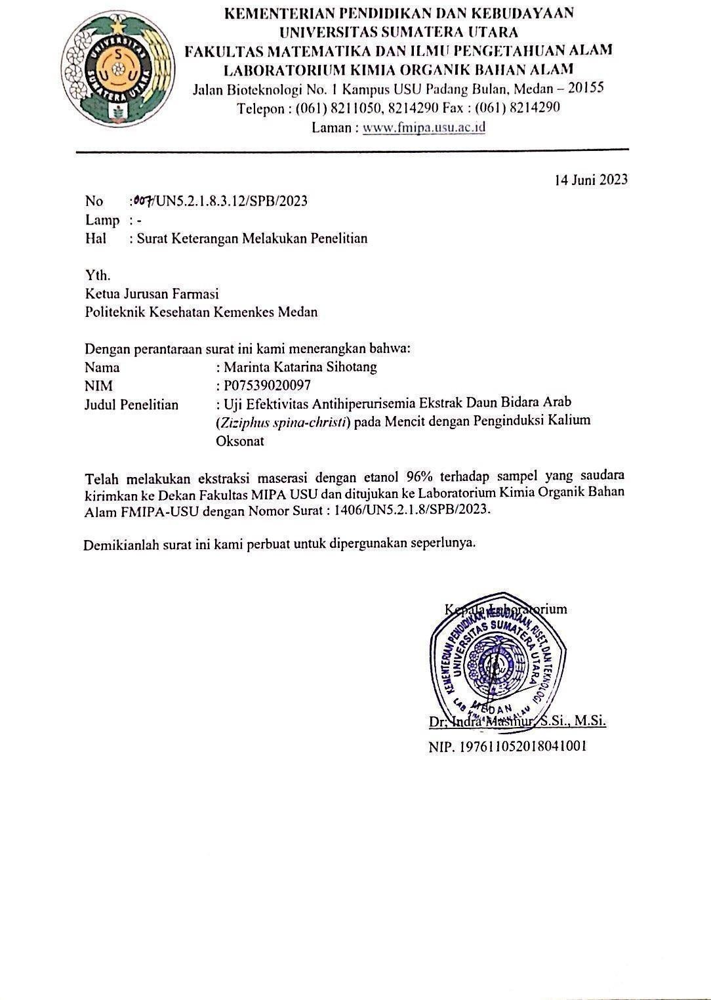 KEMENTERIAN PENDIDIKAN DAN KEBUDAYAAN
UNIVERSITAS SUMATERA UTARA
FAKULTAS MATEMATIKA DAN ILMU PENGETAHUAN ALAM
LABORATORIUM KIMIA ORGANIK BAHAN ALAM
Jalan Bioteknologi No. 1 Kampus USU Padang Bulan, Medan – 20155
Telepon : (061) 8211050, 8214290 Fax : (061) 8214290
Laman : www.fmipa.usu.ac.id
UNIVERSITAS
SUMATERA UTARA
U S U
14 Juni 2023
No :007/UN5.2.1.8.3.12/SPB/2023
Lamp : -
Hal : Surat Keterangan Melakukan Penelitian
Yth.
Ketua Jurusan Farmasi
Politeknik Kesehatan Kemenkes Medan
Dengan perantaraan surat ini kami menerangkan bahwa:
Nama : Marinta Katarina Sihotang
NIM : P07539020097
Judul Penelitian : Uji Efektivitas Antihiperurisemia Ekstrak Daun Bidara Arab
(Ziziphus spina-christi) pada Mencit dengan Penginduksi Kalium
Oksonat
Telah melakukan ekstraksi maserasi dengan etanol 96% terhadap sampel yang saudara
kirimkan ke Dekan Fakultas MIPA USU dan ditujukan ke Laboratorium Kimia Organik Bahan
Alam FMIPA-USU dengan Nomor Surat : 1406/UN5.2.1.8/SPB/2023.
Demikianlah surat ini kami perbuat untuk dipergunakan seperlunya.
Kepala Laboratorium
KEMENTERIAN PENDIDIKAN, KEBUDAYAAN, RISET, DAN TEKNOLOGI
UNIVERSITAS SUMATERA UTARA
MEDAN
LAB KIMIA BAHAN ALAM
Dr. Indra Masmur, S.Si., M.Si.
NIP. 197611052018041001